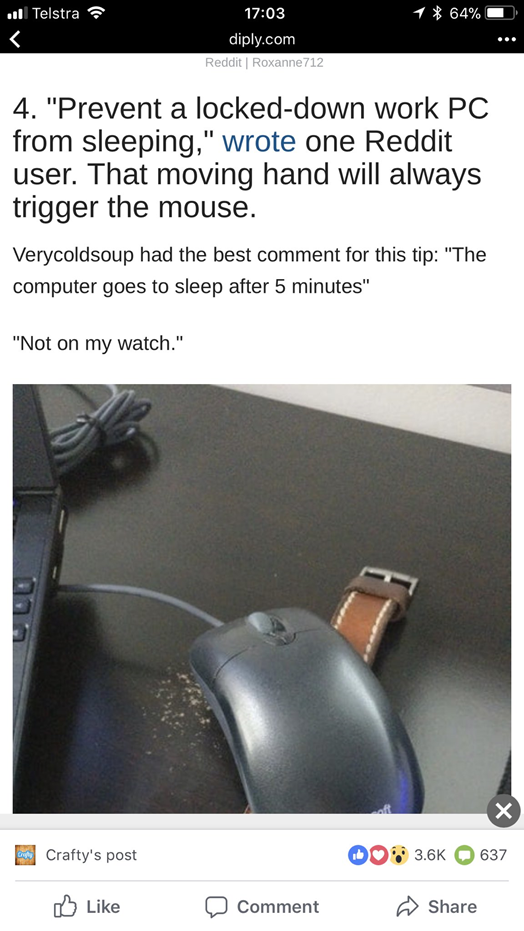 Telstra 17:03 64%
diply.com
Reddit | Roxanne712
4. "Prevent a locked-down work PC
from sleeping," wrote one Reddit
user. That moving hand will always
trigger the mouse.
Verycoldsoup had the best comment for this tip: "The
computer goes to sleep after 5 minutes"
"Not on my watch."
Crafty Crafty's post 3.6K 637
Like Comment Share